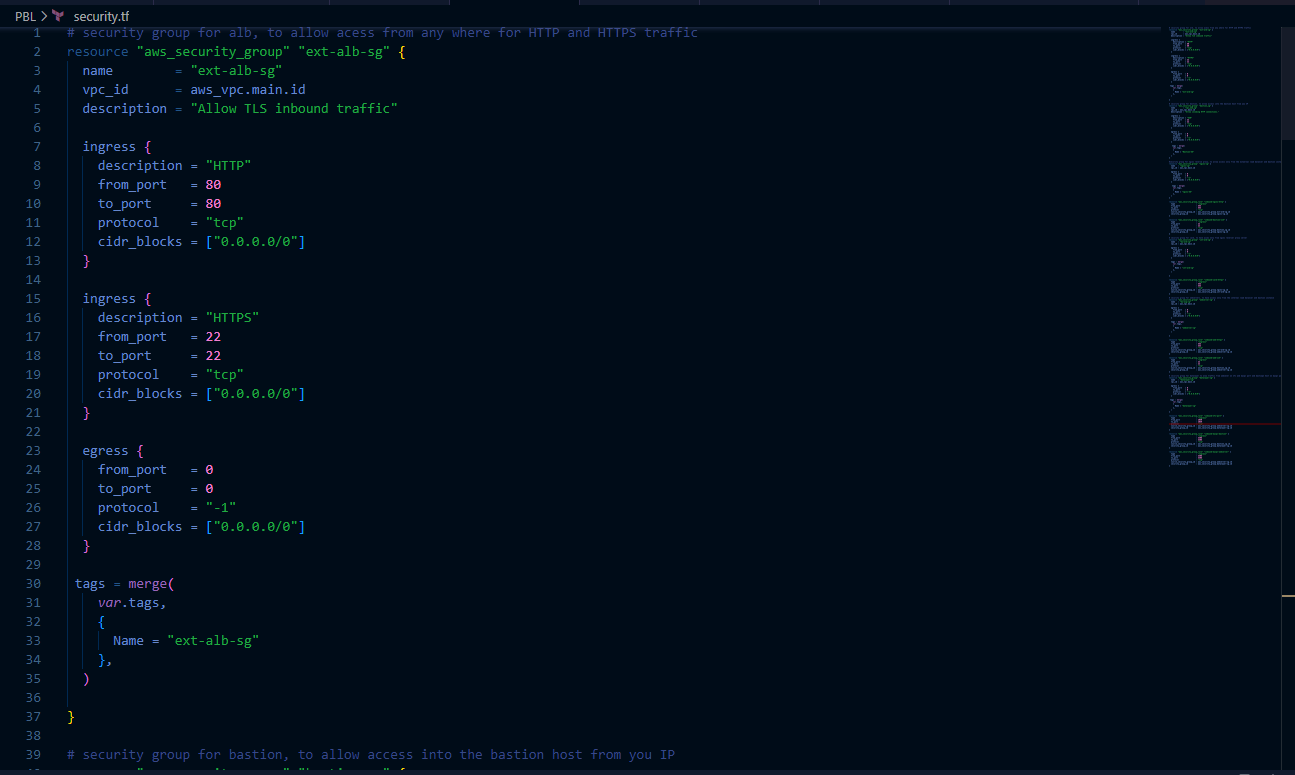 PBL > security.tf
1 # security group for alb, to allow acess from any where for HTTP and HTTPS traffic
2 resource "aws_security_group" "ext-alb-sg" {
3   name        = "ext-alb-sg"
4   vpc_id      = aws_vpc.main.id
5   description = "Allow TLS inbound traffic"
6
7   ingress {
8     description = "HTTP"
9     from_port   = 80
10     to_port     = 80
11     protocol    = "tcp"
12     cidr_blocks = ["0.0.0.0/0"]
13   }
14
15   ingress {
16     description = "HTTPS"
17     from_port   = 22
18     to_port     = 22
19     protocol    = "tcp"
20     cidr_blocks = ["0.0.0.0/0"]
21   }
22
23   egress {
24     from_port   = 0
25     to_port     = 0
26     protocol    = "-1"
27     cidr_blocks = ["0.0.0.0/0"]
28   }
29
30  tags = merge(
31     var.tags,
32     {
33       Name = "ext-alb-sg"
34     },
35   )
36
37 }
38
39 # security group for bastion, to allow access into the bastion host from you IP